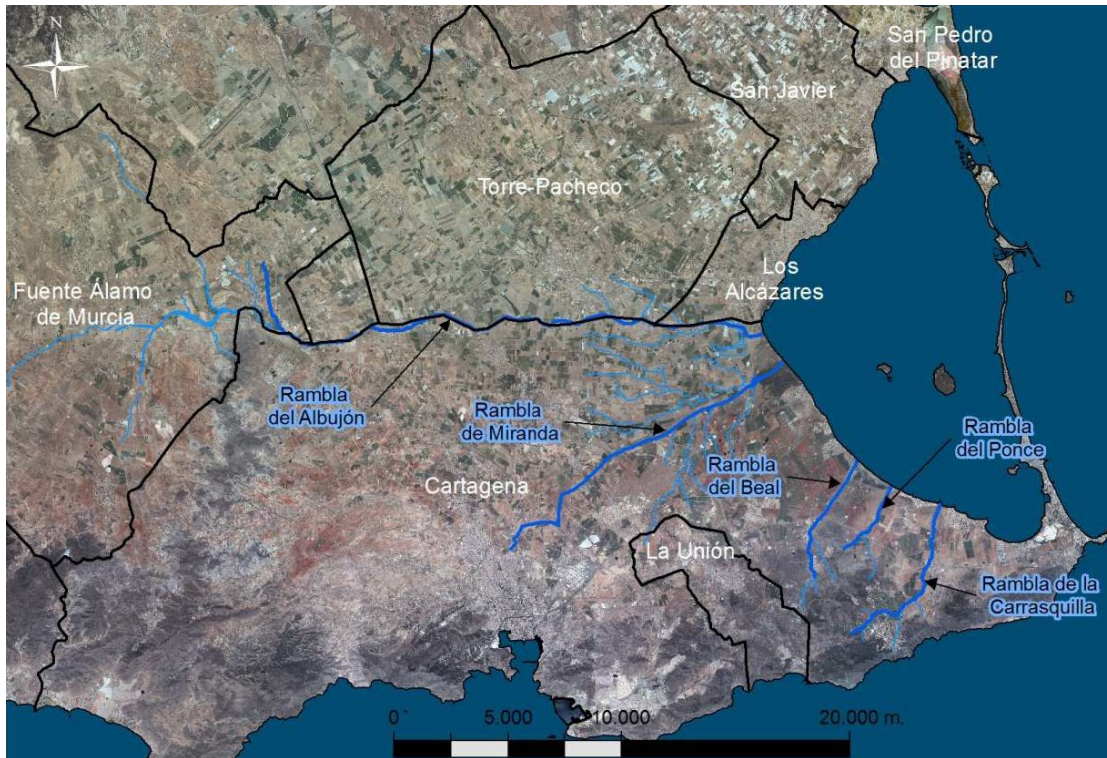 N
San Pedro
del Pinatar
San Javier
Torre-Pacheco
Los
Alcázares
Fuente Álamo
de Murcia
Rambla
del Albujón
Rambla
de Miranda
Rambla
del Ponce
Rambla
del Beal
Cartagena
La Unión
Rambla de la
Carrasquilla
0 5.000 10.000 20.000 m.